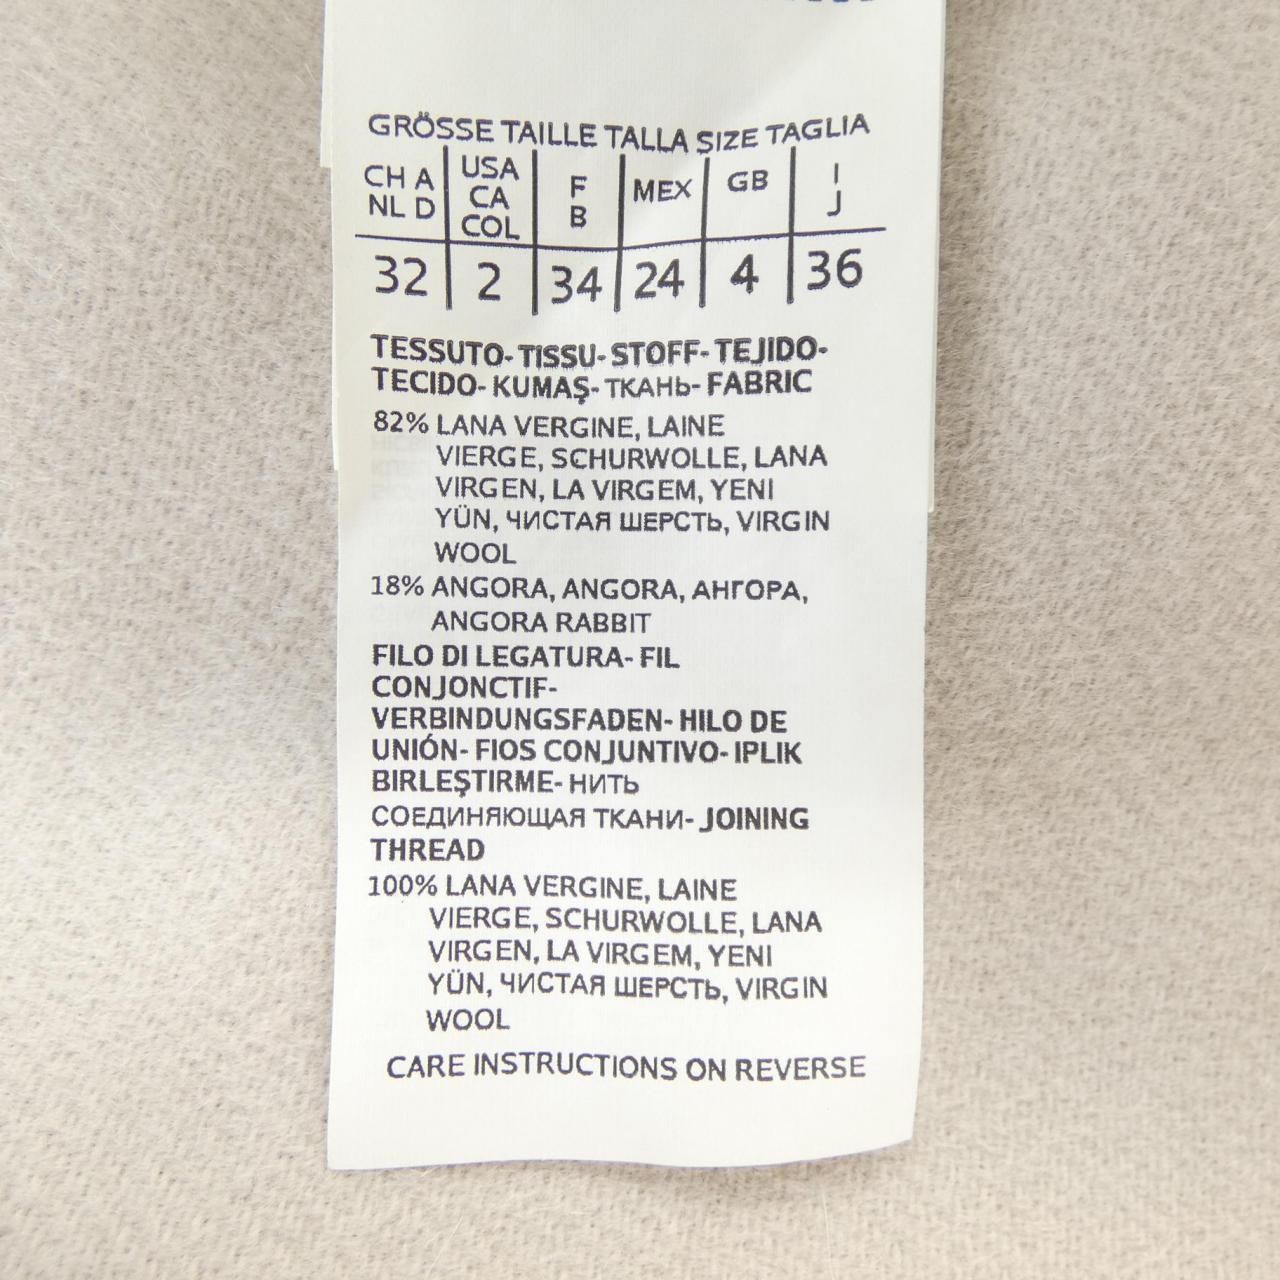 GRÖSSE TAILLE TALLA SIZE TAGLIA
CH A NL D | USA CA COL | F B | MEX | GB | I J
32 | 2 | 34 | 24 | 4 | 36
TESSUTO- TISSU- STOFF- TEJIDO-
TECIDO- KUMAŞ- ТКАНЬ- FABRIC
82% LANA VERGINE, LAINE
VIERGE, SCHURWOLLE, LANA
VIRGEN, LA VIRGEM, YENI
YÜN, ЧИСТАЯ ШЕРСТЬ, VIRGIN
WOOL
18% ANGORA, ANGORA, АНГОРА,
ANGORA RABBIT
FILO DI LEGATURA- FIL
CONJONCTIF-
VERBINDUNGSFADEN- HILO DE
UNIÓN- FIOS CONJUNTIVO- IPLIK
BIRLEŞTIRME- НИТЬ
СОЕДИНЯЮЩАЯ ТКАНИ- JOINING
THREAD
100% LANA VERGINE, LAINE
VIERGE, SCHURWOLLE, LANA
VIRGEN, LA VIRGEM, YENI
YÜN, ЧИСТАЯ ШЕРСТЬ, VIRGIN
WOOL
CARE INSTRUCTIONS ON REVERSE